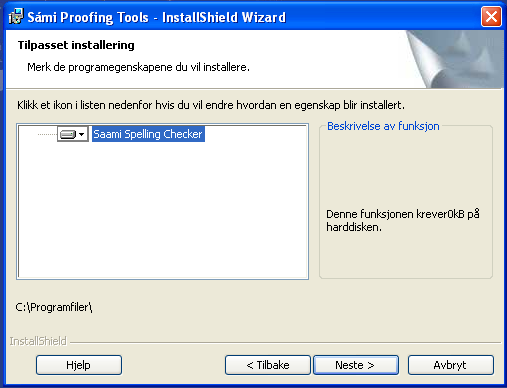 Sámi Proofing Tools - InstallShield Wizard
Tilpasset installering
Merk de programegenskapene du vil installere.
Klikk et ikon i listen nedenfor hvis du vil endre hvordan en egenskap blir installert.
Saami Spelling Checker
Beskrivelse av funksjon
Denne funksjonen krever0kB på
harddisken.
C:\Programfiler\
InstallShield
Hjelp
< Tilbake
Neste >
Avbryt